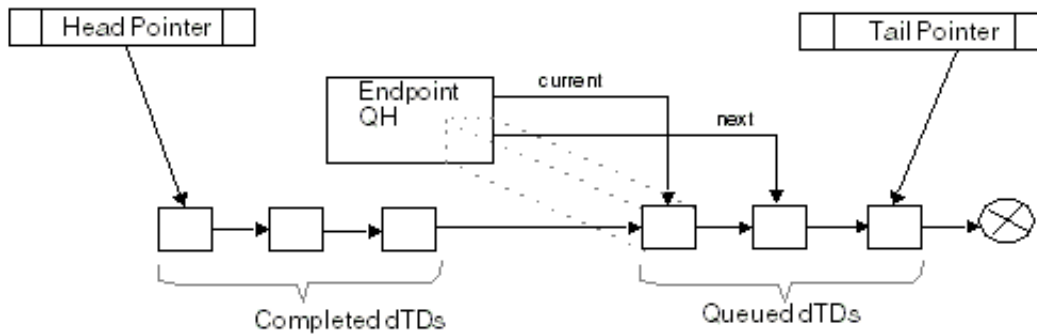 Head Pointer
Tail Pointer
Endpoint
QH
current
next
Completed dTDs
Queued dTDs